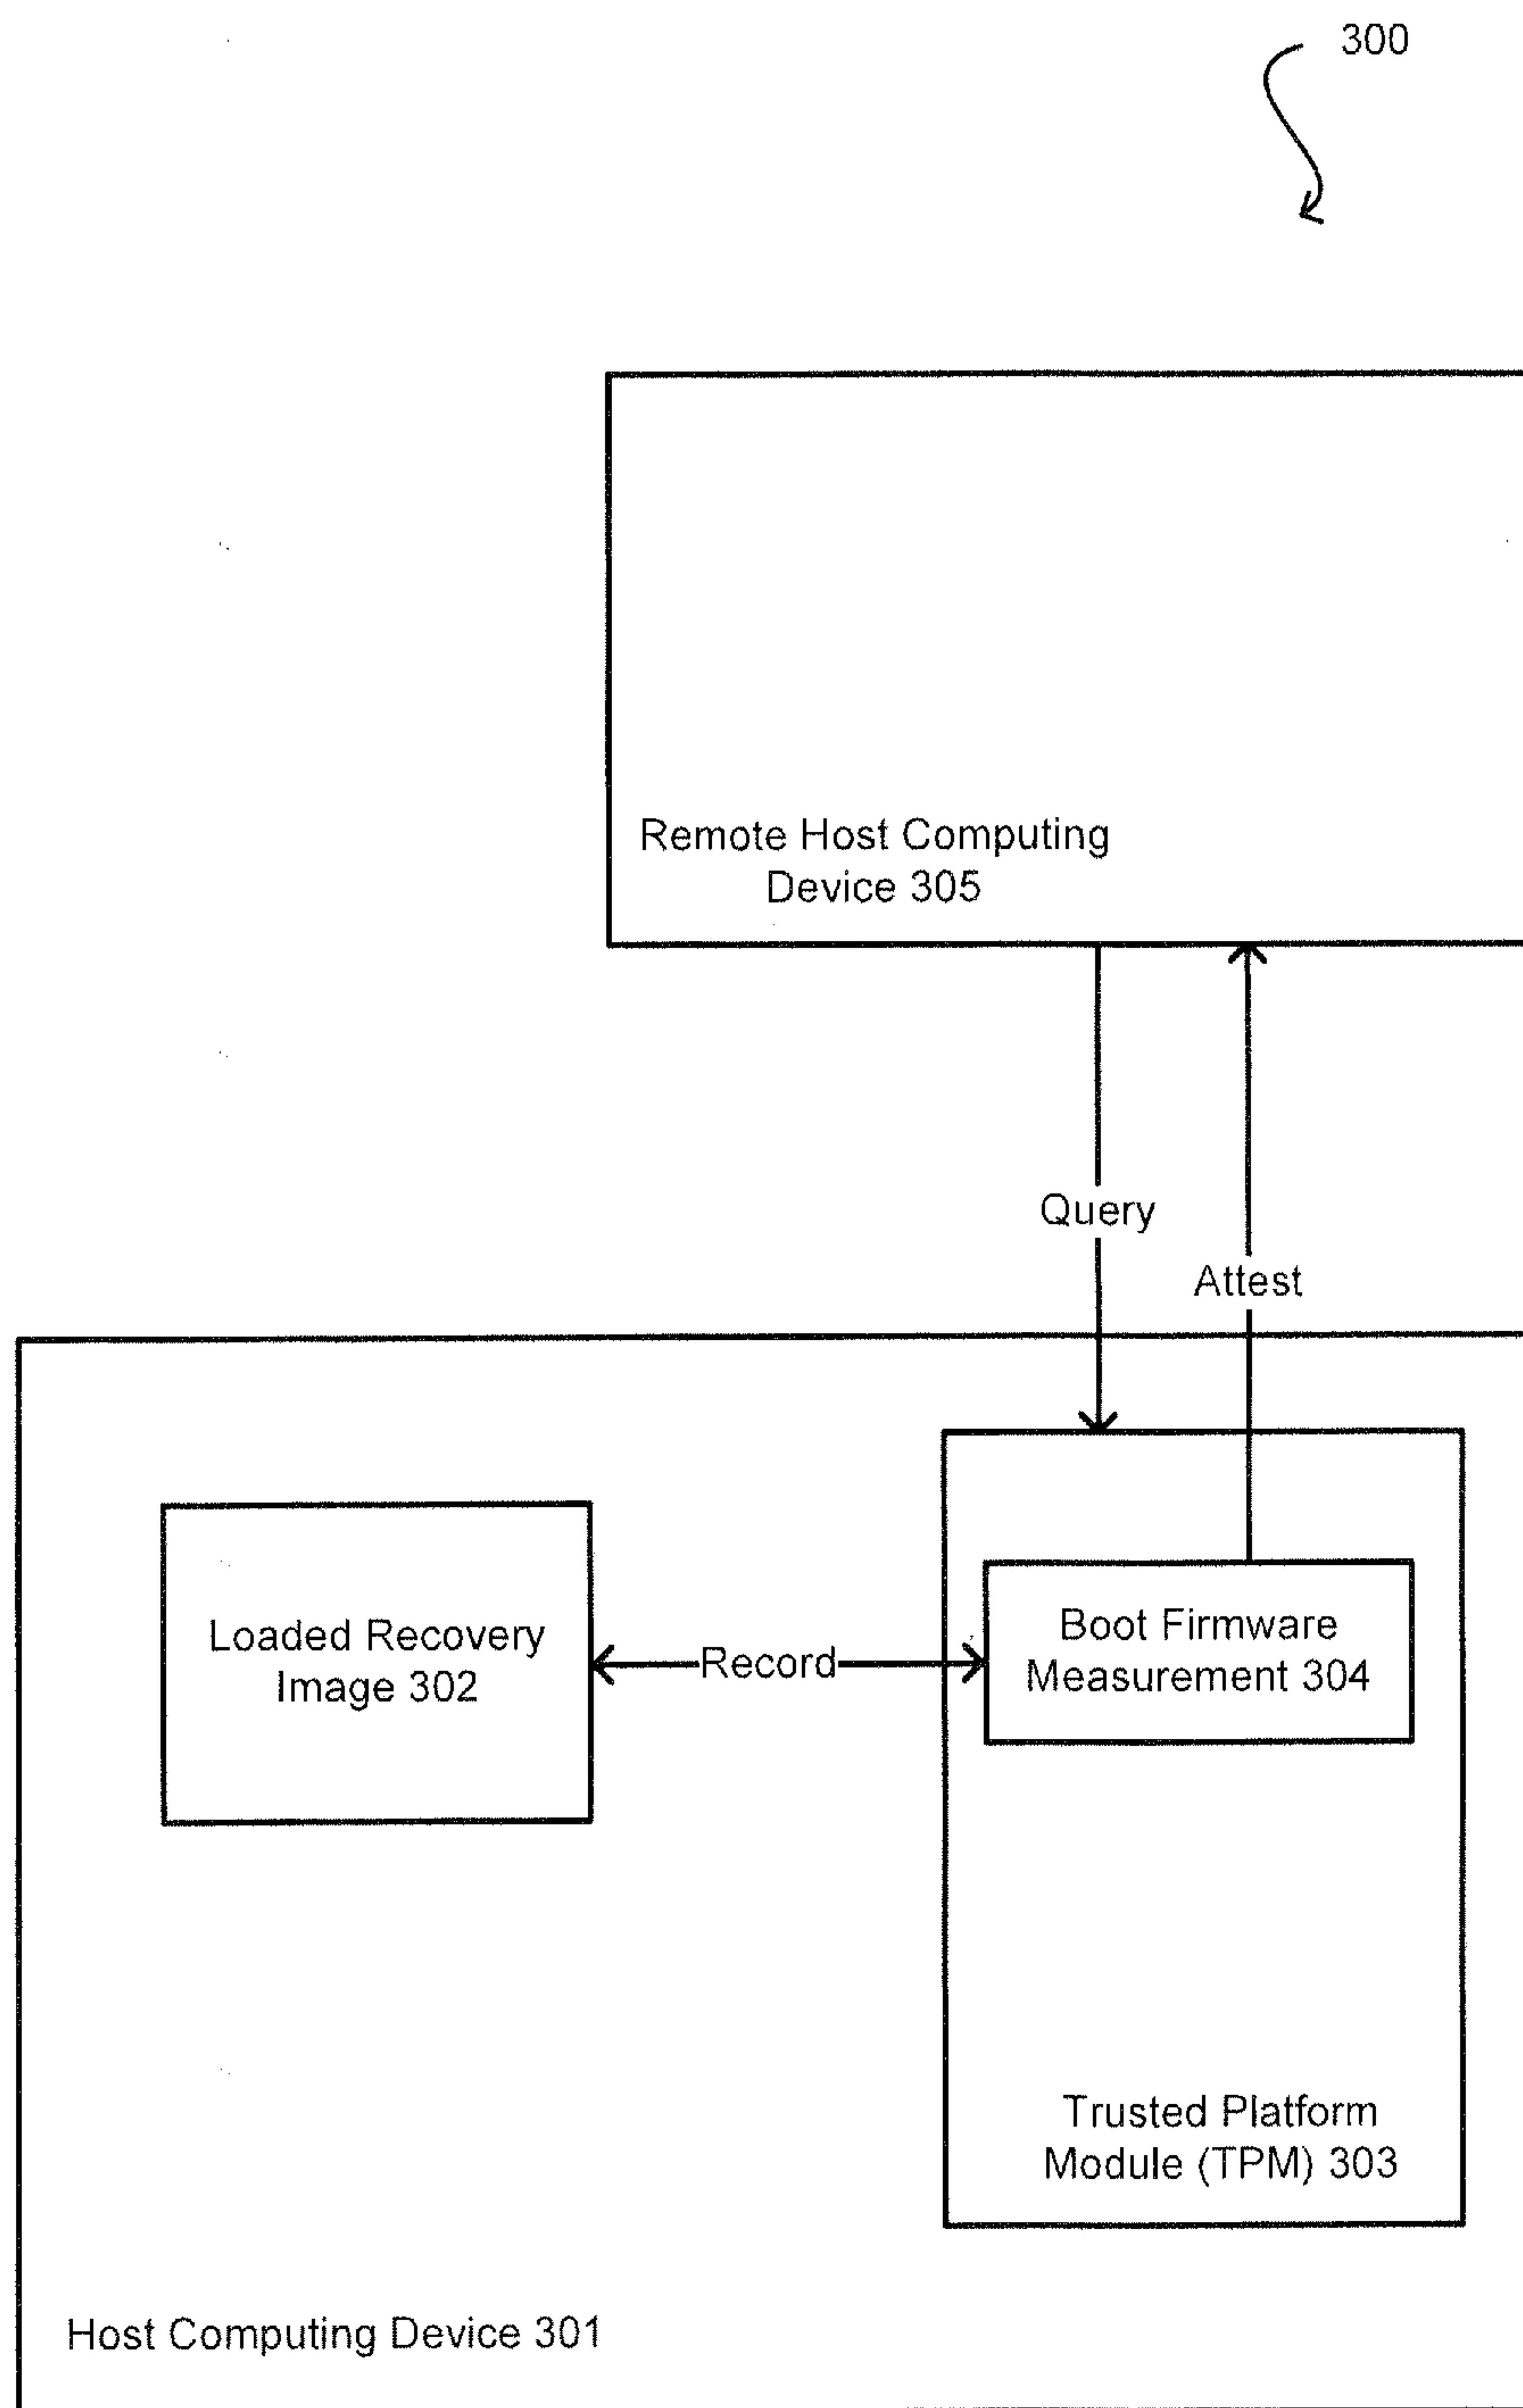 300
Remote Host Computing
Device 305
Query
Attest
Loaded Recovery
Image 302
Record
Boot Firmware
Measurement 304
Trusted Platform
Module (TPM) 303
Host Computing Device 301